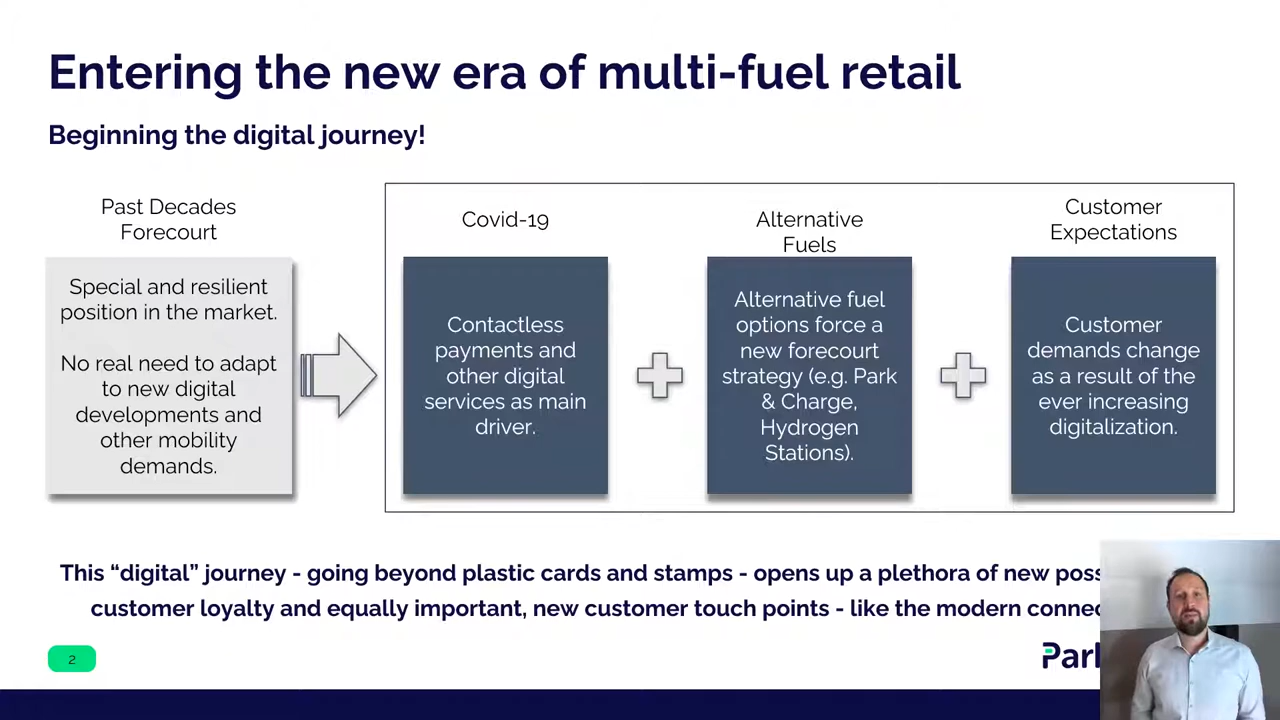 Entering the new era of multi-fuel retail
Beginning the digital journey!
Past Decades
Forecourt
Special and resilient
position in the market.
No real need to adapt
to new digital
developments and
other mobility
demands.
Covid-19
Contactless
payments and
other digital
services as main
driver.
Alternative
Fuels
Alternative fuel
options force a
new forecourt
strategy (e.g. Park
& Charge,
Hydrogen
Stations).
Customer
Expectations
Customer
demands change
as a result of the
ever increasing
digitalization.
This “digital” journey - going beyond plastic cards and stamps - opens up a plethora of new
customer loyalty and equally important, new customer touch points - like the modern
2